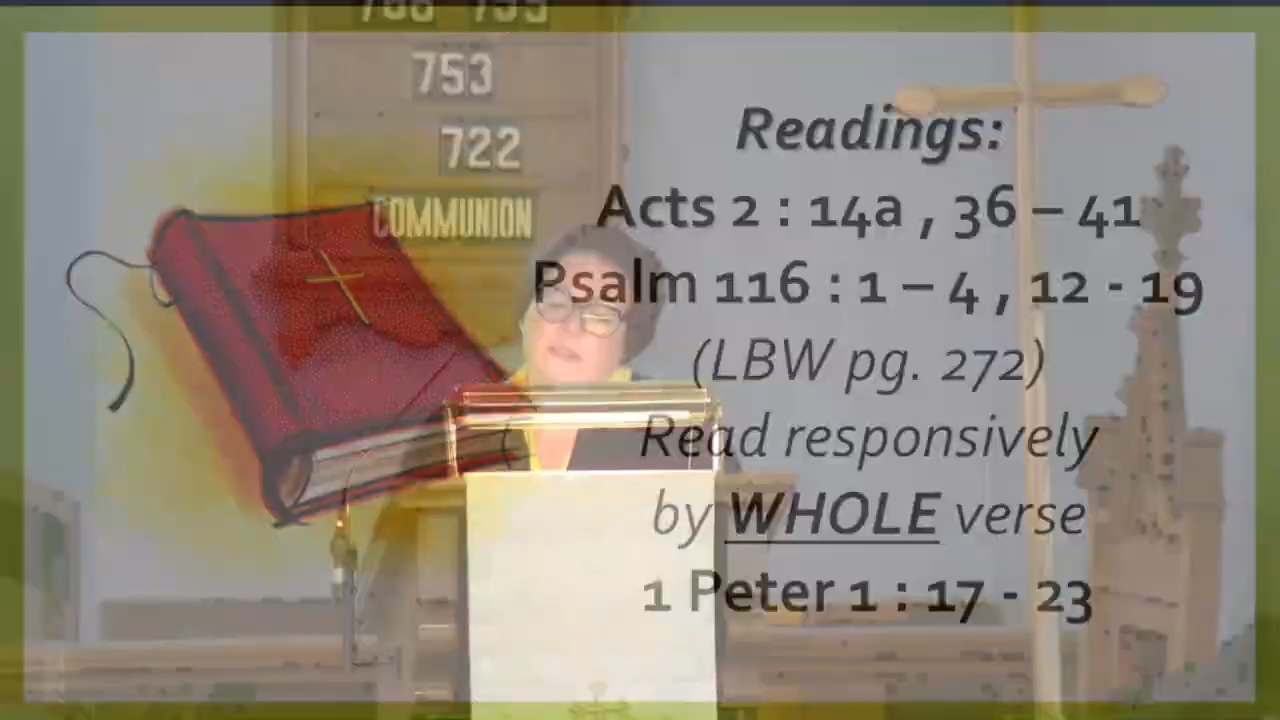 753
722
COMMUNION
Readings:
Acts 2 : 14a , 36 – 41
Psalm 116 : 1 – 4 , 12 - 19
(LBW pg. 272)
Read responsively
by WHOLE verse
1 Peter 1 : 17 - 23